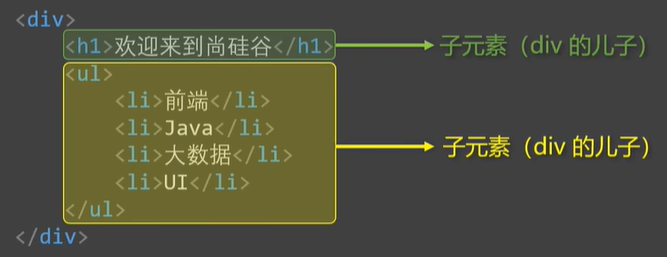 <div>
<h1>欢迎来到尚硅谷</h1>
子元素（div 的儿子）
<ul>
<li>前端</li>
<li>Java</li>
<li>大数据</li>
子元素（div 的儿子）
<li>UI</li>
</ul>
</div>